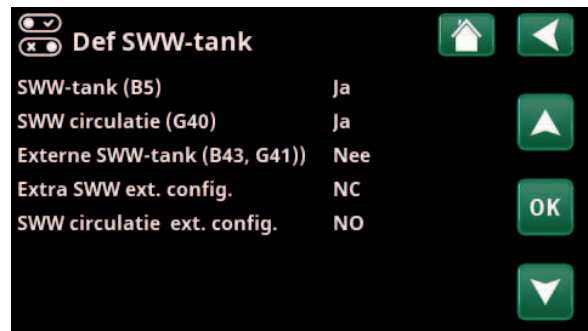 Def SWW-tank
SWW-tank (B5) Ja
SWW circulatie (G40) Ja
Externe SWW-tank (B43, G41)) Nee
Extra SWW ext. config. NC
SWW circulatie ext. config. NO
OK